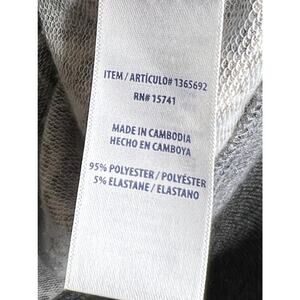 ITEM / ARTÍCULO# 1365692
RN# 15741
MADE IN CAMBODIA
HECHO EN CAMBOYA
95% POLYESTER / POLYÉSTER
5% ELASTANE / ELASTANO